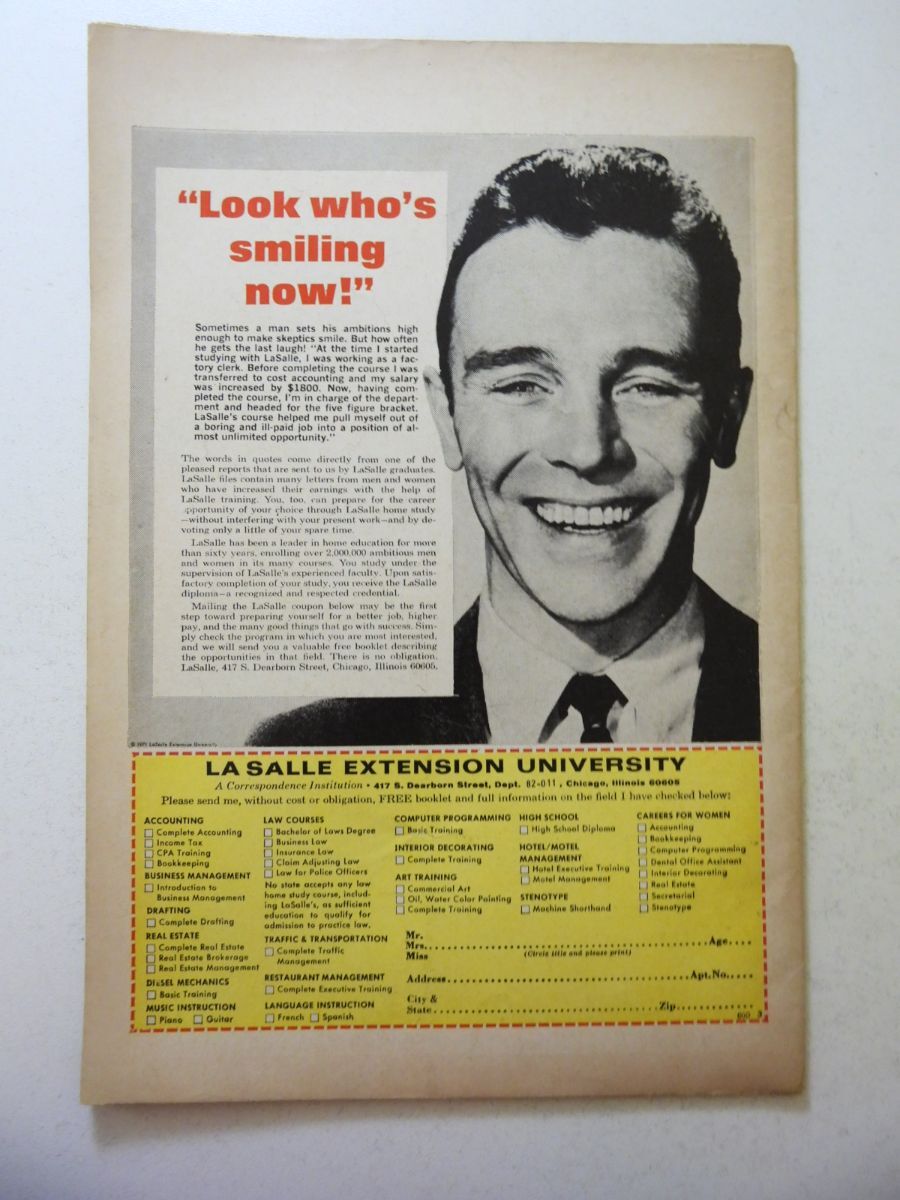 “Look who’s
smiling
now!”
Sometimes a man sets his ambitions high
enough to make skeptics smile. But how often
he gets the last laugh! “At the time I started
studying with LaSalle, I was working as a fac-
tory clerk. Before completing the course I was
transferred to cost accounting and my salary
was increased by $1800. Now, having com-
pleted the course, I’m in charge of the depart-
ment and headed for the five figure bracket.
LaSalle’s course helped me pull myself out of
a boring and ill-paid job into a position of al-
most unlimited opportunity.”
The words in quotes come directly from one of the
pleased reports that are sent to us by LaSalle graduates.
LaSalle files contain many letters from men and women
who have increased their earnings with the help of
LaSalle training. You, too, can prepare for the career
opportunity of your choice through LaSalle home study
—without interfering with your present work—and by de-
voting only a little of your spare time.
LaSalle has been a leader in home education for more
than sixty years, enrolling over 2,000,000 ambitious men
and women in its many courses. You study under the
supervision of LaSalle’s experienced faculty. Upon satis-
factory completion of your study, you receive the LaSalle
diploma—a recognized and respected credential.
Mailing the LaSalle coupon below may be the first
step toward preparing yourself for a better job, higher
pay, and the many good things that go with success. Sim-
ply check the program in which you are most interested,
and we will send you a valuable free booklet describing
the opportunities in that field. There is no obligation.
LaSalle, 417 S. Dearborn Street, Chicago, Illinois 60605.
© 1971 LaSalle Extension University
LA SALLE EXTENSION UNIVERSITY
A Correspondence Institution • 417 S. Dearborn Street, Dept. 82-011, Chicago, Illinois 60605
Please send me, without cost or obligation, FREE booklet and full information on the field I have checked below:
ACCOUNTING
Complete Accounting
Income Tax
CPA Training
Bookkeeping
BUSINESS MANAGEMENT
Introduction to
Business Management
DRAFTING
Complete Drafting
REAL ESTATE
Complete Real Estate
Real Estate Brokerage
Real Estate Management
DIESEL MECHANICS
Basic Training
MUSIC INSTRUCTION
Piano Guitar
LAW COURSES
Bachelor of Laws Degree
Business Law
Insurance Law
Claim Adjusting Law
Law for Police Officers
No state accepts any law
home study course, includ-
ing LaSalle’s, as sufficient
education to qualify for
admission to practice law.
TRAFFIC & TRANSPORTATION
Complete Traffic
Management
RESTAURANT MANAGEMENT
Complete Executive Training
LANGUAGE INSTRUCTION
French Spanish
COMPUTER PROGRAMMING
Basic Training
INTERIOR DECORATING
Complete Training
ART TRAINING
Commercial Art
Oil, Water Color Painting
Complete Training
HIGH SCHOOL
High School Diploma
HOTEL/MOTEL
MANAGEMENT
Hotel Executive Training
Motel Management
STENOTYPE
Machine Shorthand
CAREERS FOR WOMEN
Accounting
Bookkeeping
Computer Programming
Dental Office Assistant
Interior Decorating
Real Estate
Secretarial
Stenotype
Mr.
Mrs. Age
Miss (Circle title and please print)
Address Apt. No.
City &
State Zip